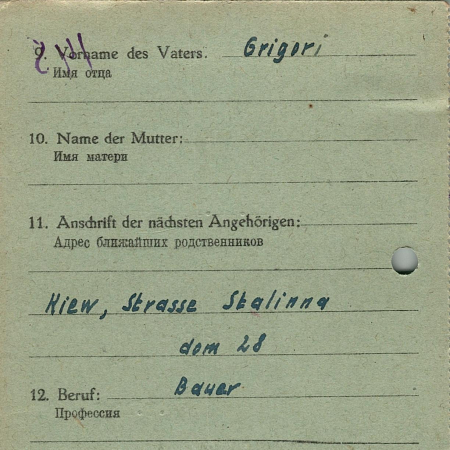 9. Vorname des Vaters. Grigori
Имя отца
10. Name der Mutter:
Имя матери
11. Anschrift der nächsten Angehörigen:
Адрес ближайших родственников
Kiew, Strasse Stalinna
dom 28
12. Beruf: Bauer
Профессия